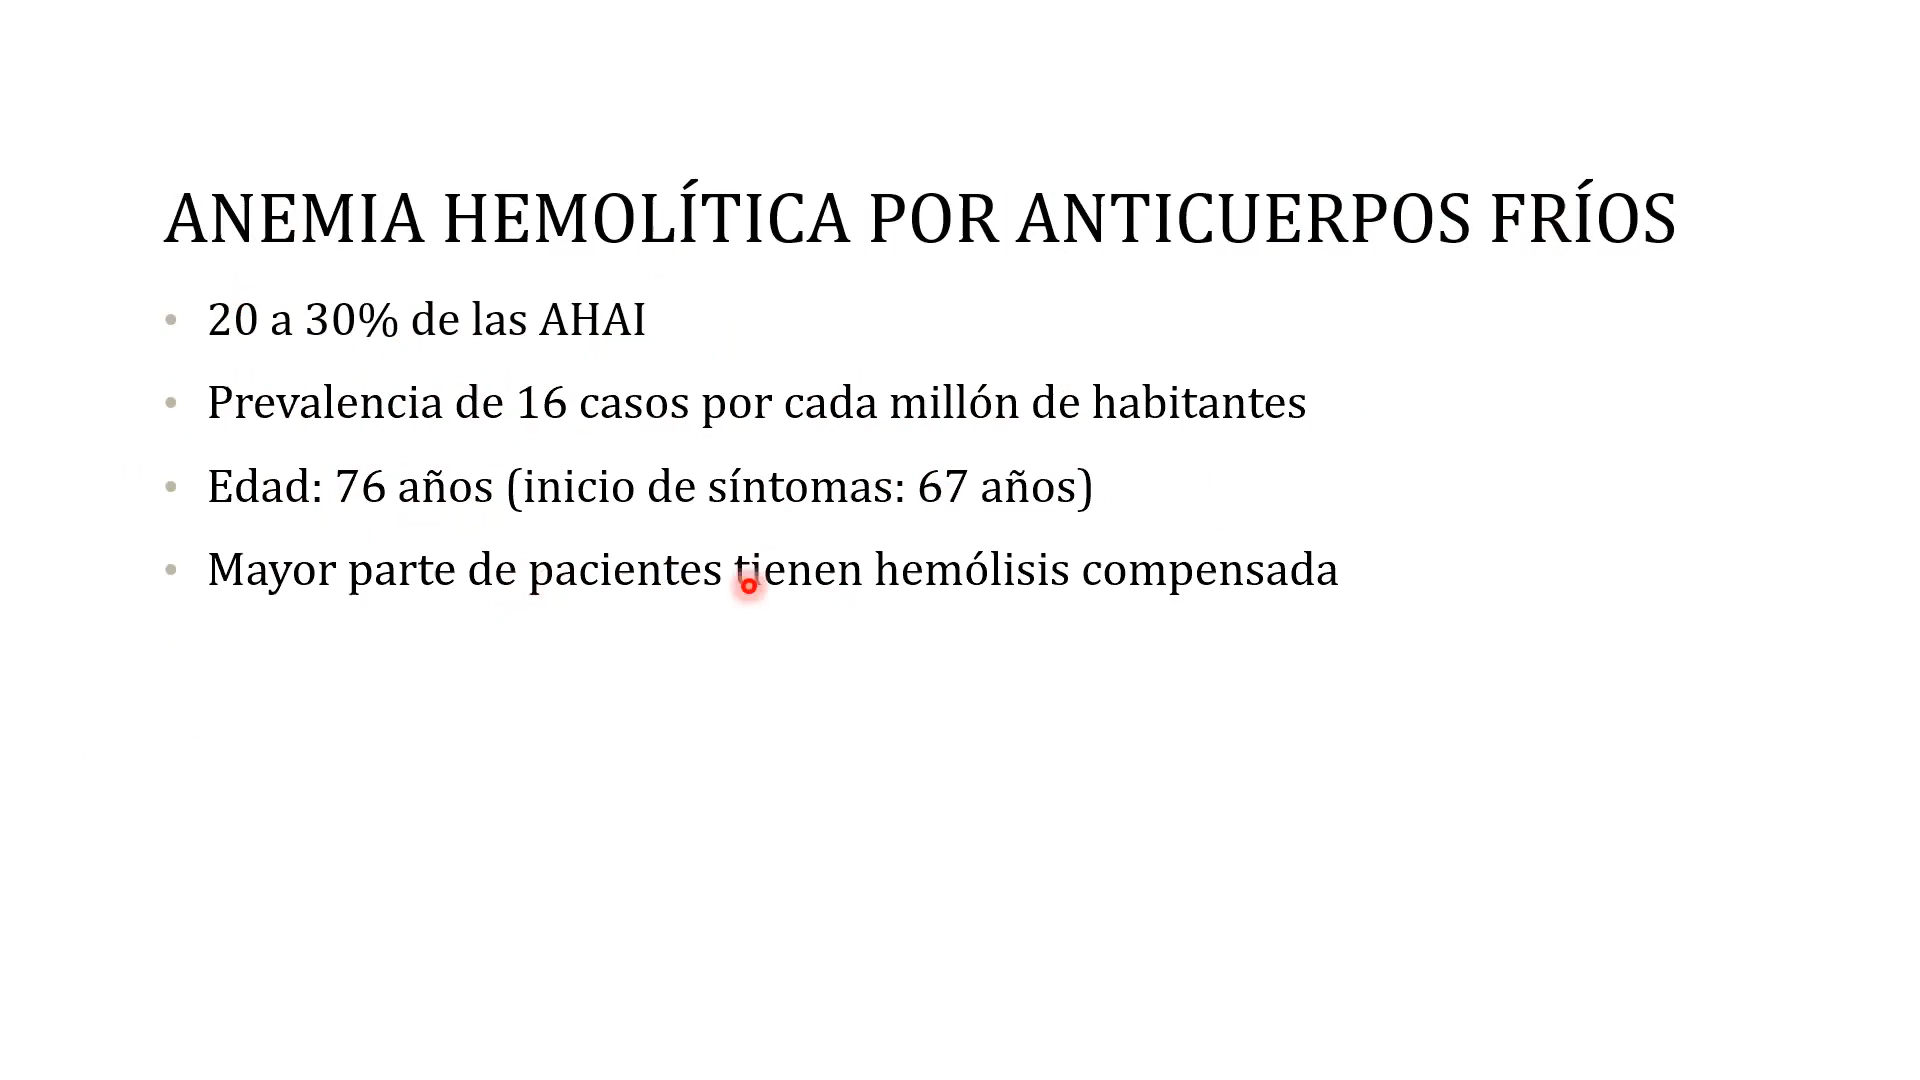 ANEMIA HEMOLÍTICA POR ANTICUERPOS FRÍOS
• 20 a 30% de las AHAI
• Prevalencia de 16 casos por cada millón de habitantes
• Edad: 76 años (inicio de síntomas: 67 años)
• Mayor parte de pacientes tienen hemólisis compensada